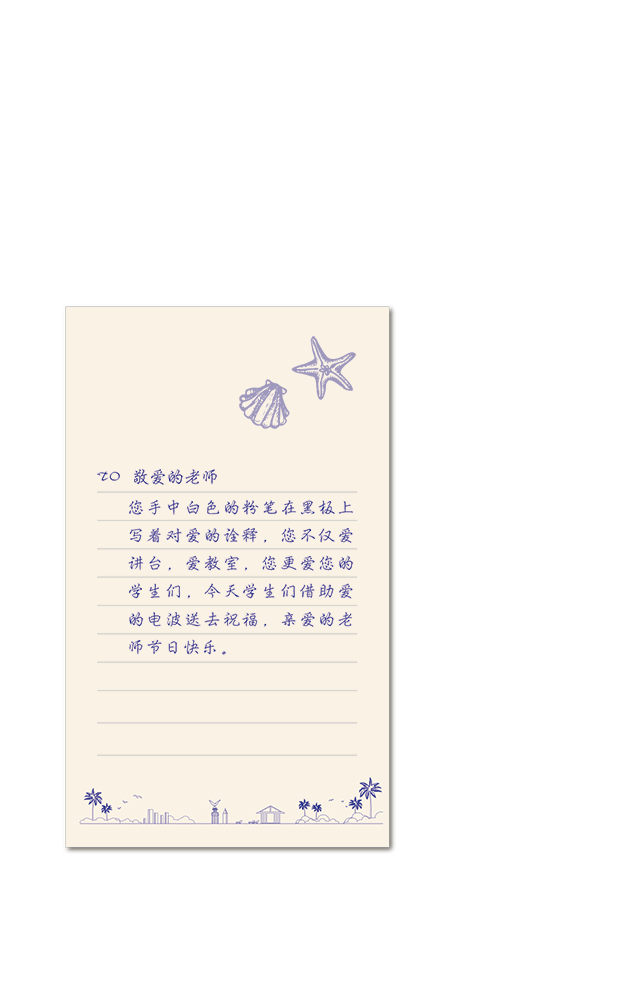 to 敬爱的老师
您手中白色的粉笔在黑板上
写着对爱的诠释，您不仅爱
讲台，爱教室，您更爱您的
学生们，今天学生们借助爱
的电波送去祝福，亲爱的老
师节日快乐。